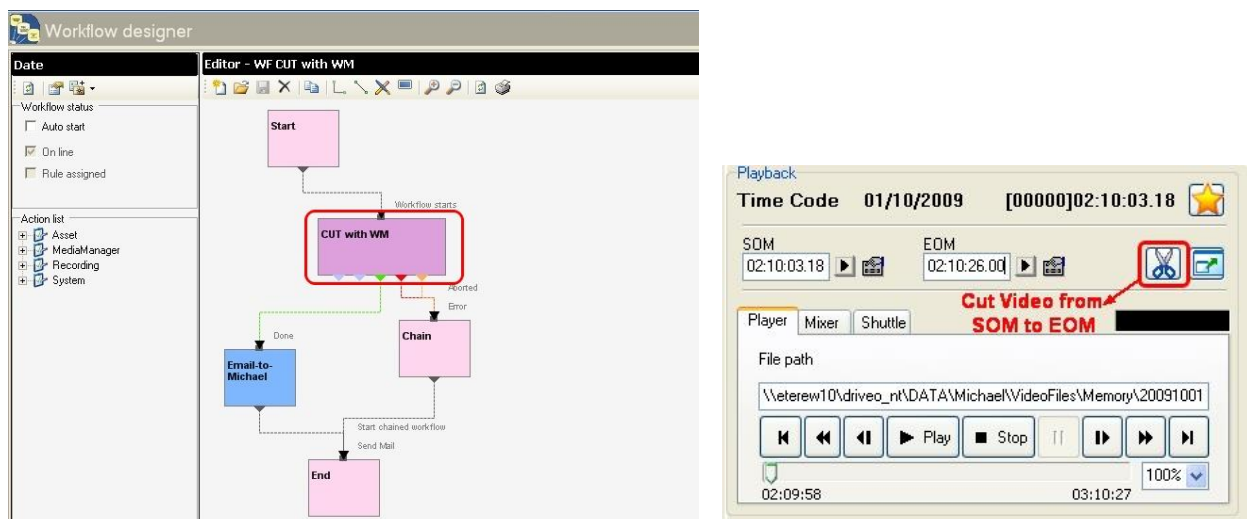 Workflow designer
Date
Editor - WF CUT with WM
Workflow status
Auto start
On line
Rule assigned
Action list
Asset
MediaManager
Recording
System
Start
Workflow starts
CUT with WM
Aborted
Error
Done
Chain
Email-to-
Michael
Start chained workflow
Send Mail
End
Playback
Time Code 01/10/2009 [00000]02:10:03.18
SOM EOM
02:10:03.18 02:10:26.00
Cut Video from
SOM to EOM
Player Mixer Shuttle
File path
\\eterew10\driveo_nt\DATA\Michael\VideoFiles\Memory\20091001
Play Stop
100%
02:09:58 03:10:27